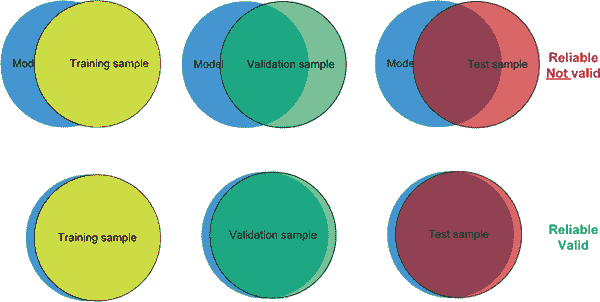 Mod
Training sample
Model
Validation sample
Mode
Test sample
Reliable
Not valid
Training sample
Validation sample
Test sample
Reliable
Valid